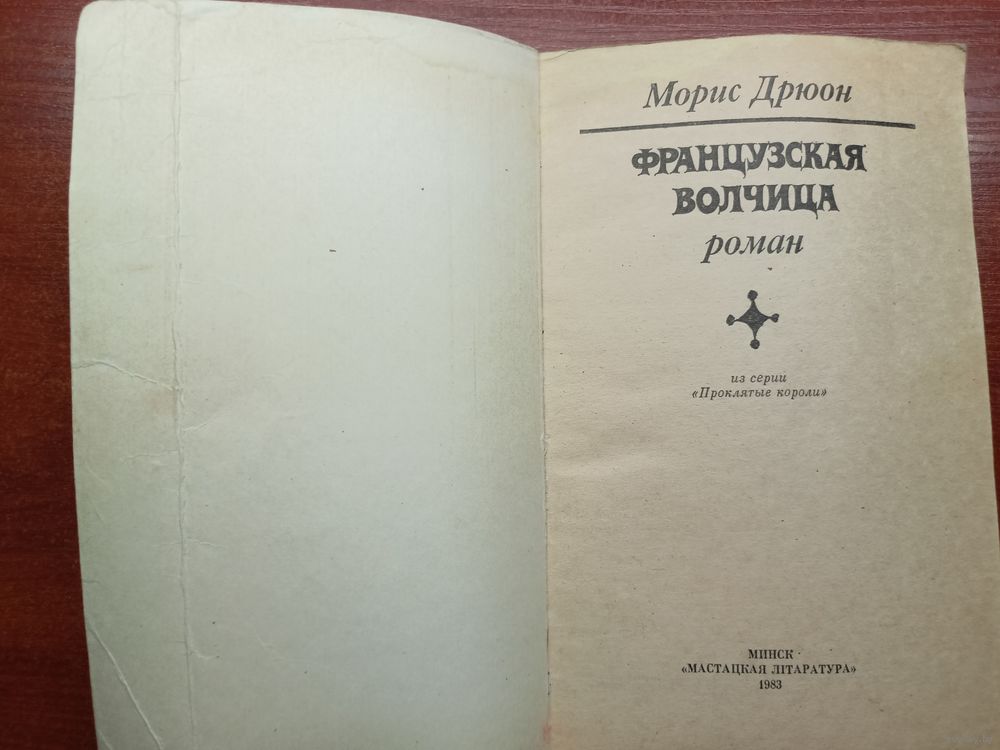 Морис Дрюон
ФРАНЦУЗСКАЯ
ВОЛЧИЦА
роман
из серии
«Проклятые короли»
МИНСК
«МАСТАЦКАЯ ЛІТАРАТУРА»
1983